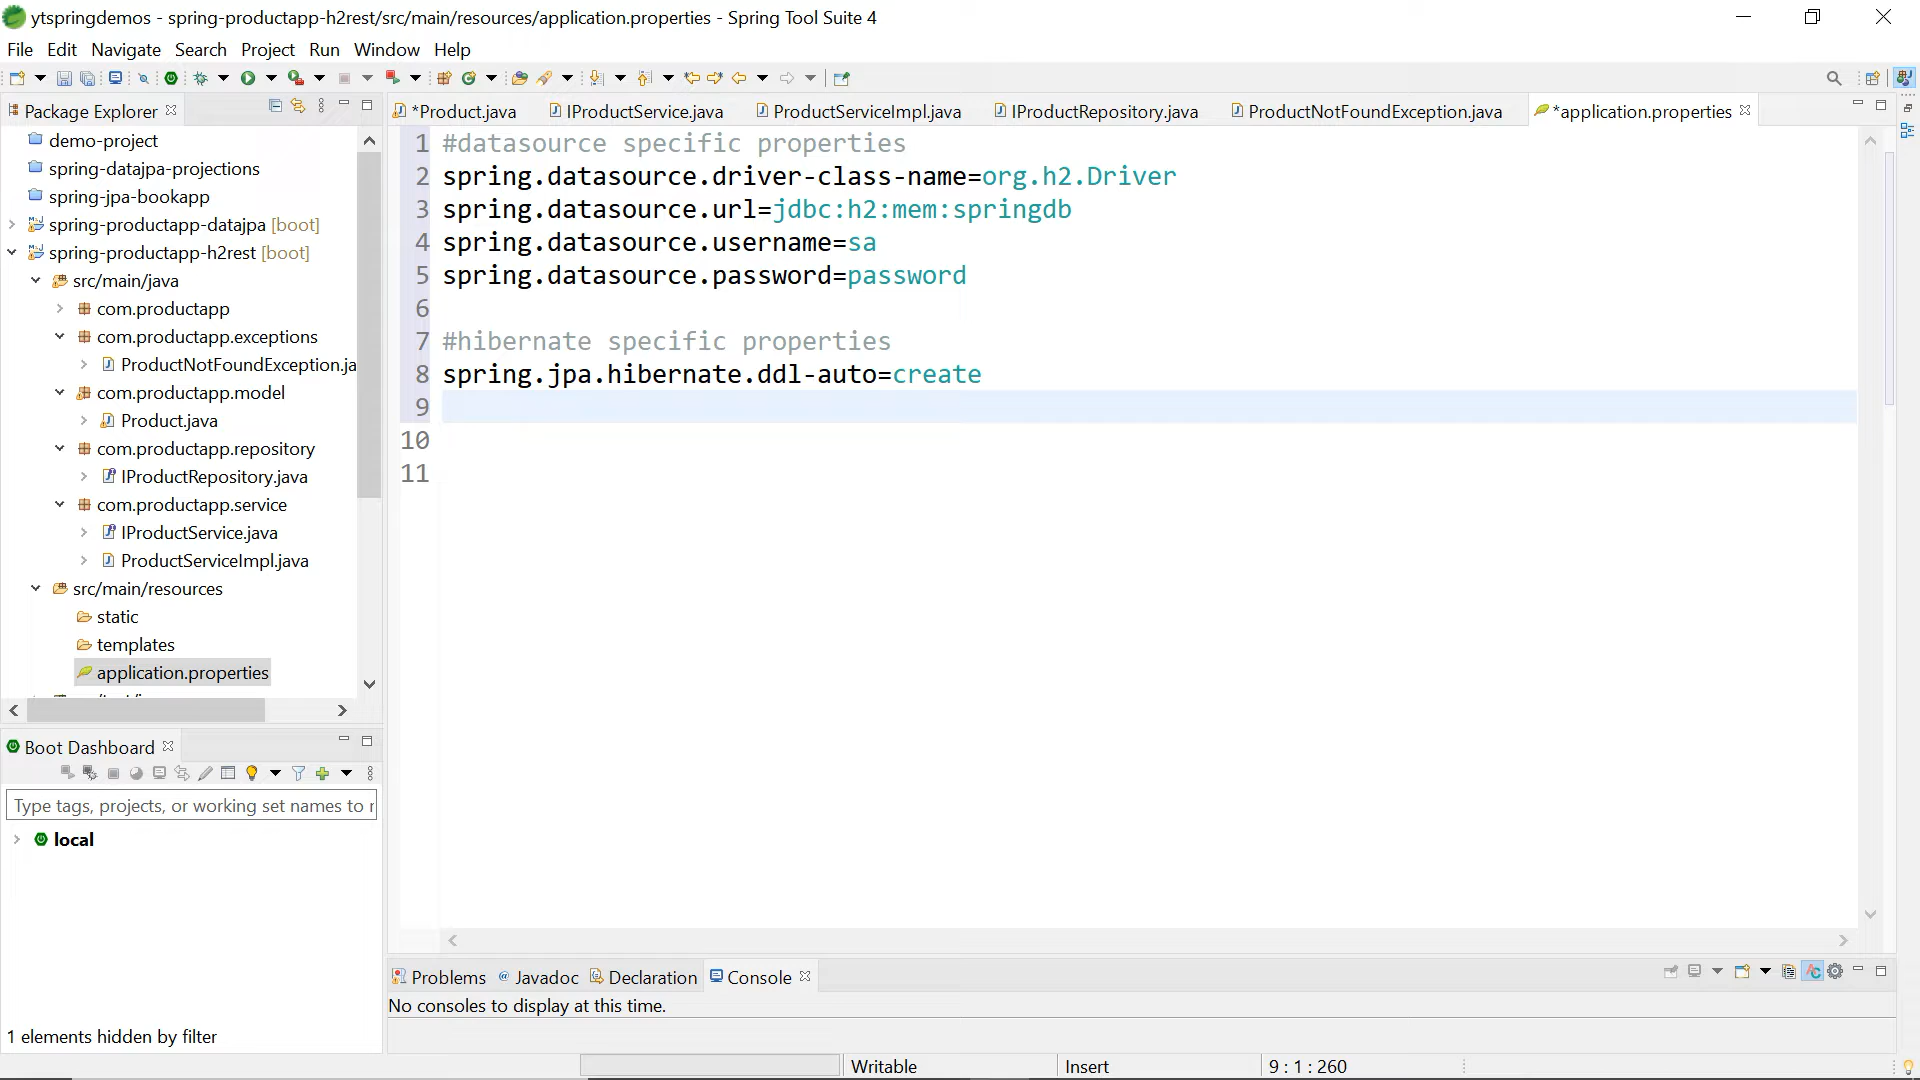 ytspringdemos - spring-productapp-h2rest/src/main/resources/application.properties - Spring Tool Suite 4
File Edit Navigate Search Project Run Window Help
Package Explorer
demo-project
spring-datajpa-projections
spring-jpa-bookapp
spring-productapp-datajpa [boot]
spring-productapp-h2rest [boot]
src/main/java
com.productapp
com.productapp.exceptions
ProductNotFoundException.ja
com.productapp.model
Product.java
com.productapp.repository
IProductRepository.java
com.productapp.service
IProductService.java
ProductServiceImpl.java
src/main/resources
static
templates
application.properties
Boot Dashboard
Type tags, projects, or working set names to r
local
1 elements hidden by filter
*Product.java IProductService.java ProductServiceImpl.java IProductRepository.java ProductNotFoundException.java *application.properties
1 #datasource specific properties
2 spring.datasource.driver-class-name=org.h2.Driver
3 spring.datasource.url=jdbc:h2:mem:springdb
4 spring.datasource.username=sa
5 spring.datasource.password=password
6
7 #hibernate specific properties
8 spring.jpa.hibernate.ddl-auto=create
9
10
11
Problems @ Javadoc Declaration Console
No consoles to display at this time.
Writable Insert 9 : 1 : 260